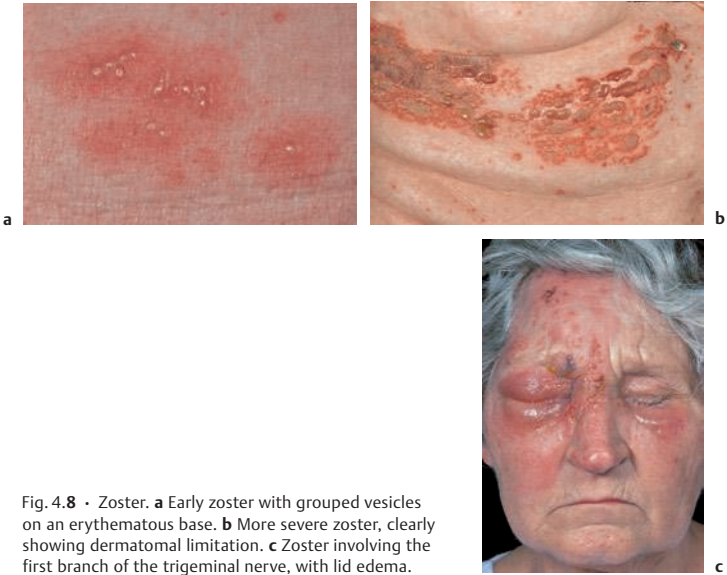 a
b
c
Fig. 4.8 · Zoster. a Early zoster with grouped vesicles
on an erythematous base. b More severe zoster, clearly
showing dermatomal limitation. c Zoster involving the
first branch of the trigeminal nerve, with lid edema.